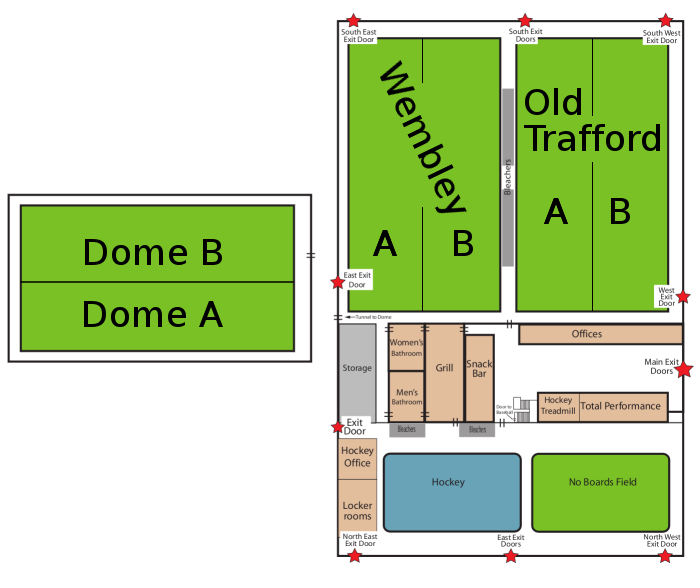 South East
Exit Door
South Exit
Doors
South West
Exit Door
Wembley
A
B
Bleachers
Old
Trafford
A
B
Dome B
Dome A
East Exit
Door
West
Exit
Door
Tunnel to Dome
Storage
Women's
Bathroom
Men's
Bathroom
Grill
Snack
Bar
Offices
Main Exit
Doors
Door to
Baseball
Hockey
Treadmill
Total Performance
Exit
Door
Bleachers
Bleachers
Hockey
Office
Locker
rooms
Hockey
No Boards Field
North East
Exit Door
East Exit
Doors
North West
Exit Door